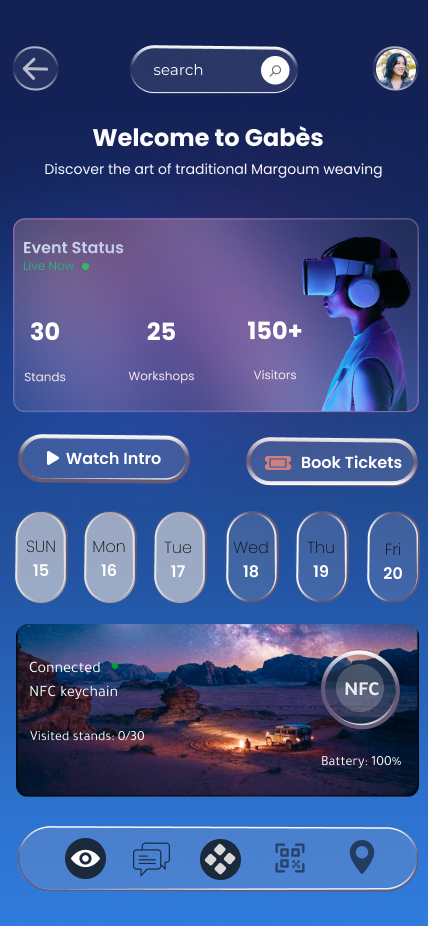 search
Welcome to Gabès
Discover the art of traditional Margoum weaving
Event Status
Live Now
30 25 150+
Stands Workshops Visitors
Watch Intro Book Tickets
SUN Mon Tue Wed Thu Fri
15 16 17 18 19 20
Connected
NFC keychain
NFC
Visited stands: 0/30
Battery: 100%